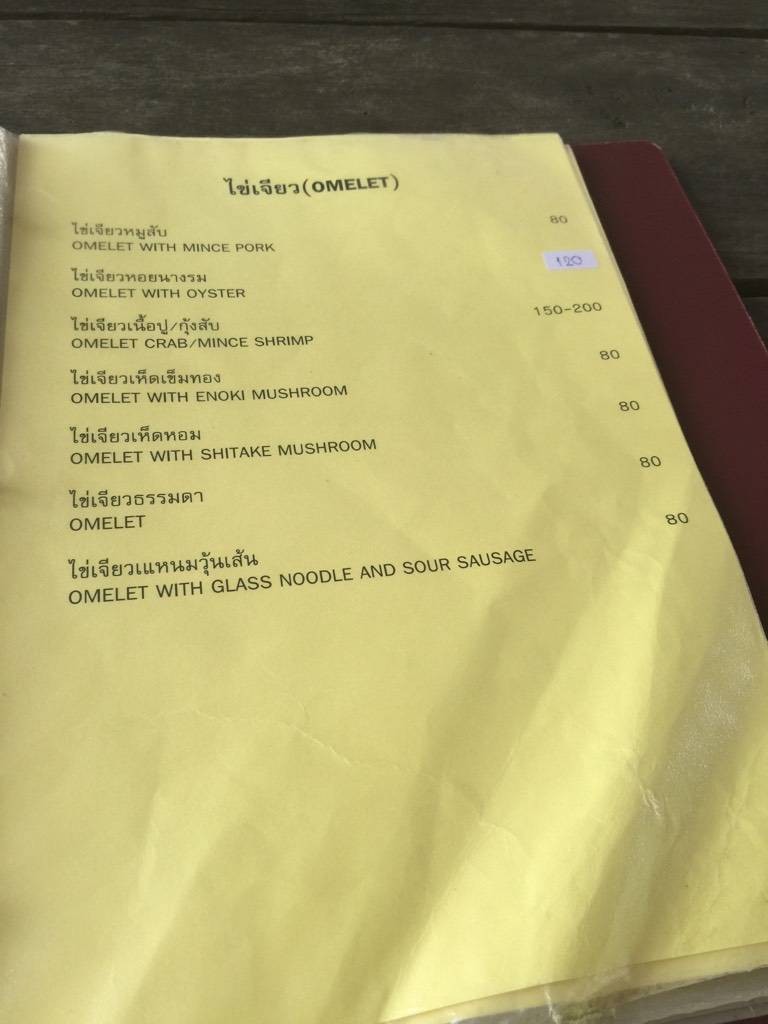 ไข่เจียว(OMELET)
ไข่เจียวหมูสับ 80
OMELET WITH MINCE PORK
ไข่เจียวหอยนางรม 120
OMELET WITH OYSTER
ไข่เจียวเนื้อปู/กุ้งสับ 150-200
OMELET CRAB/MINCE SHRIMP
ไข่เจียวเห็ดเข็มทอง 80
OMELET WITH ENOKI MUSHROOM
ไข่เจียวเห็ดหอม 80
OMELET WITH SHITAKE MUSHROOM
ไข่เจียวธรรมดา 80
OMELET
ไข่เจียวแหนมวุ้นเส้น 80
OMELET WITH GLASS NOODLE AND SOUR SAUSAGE